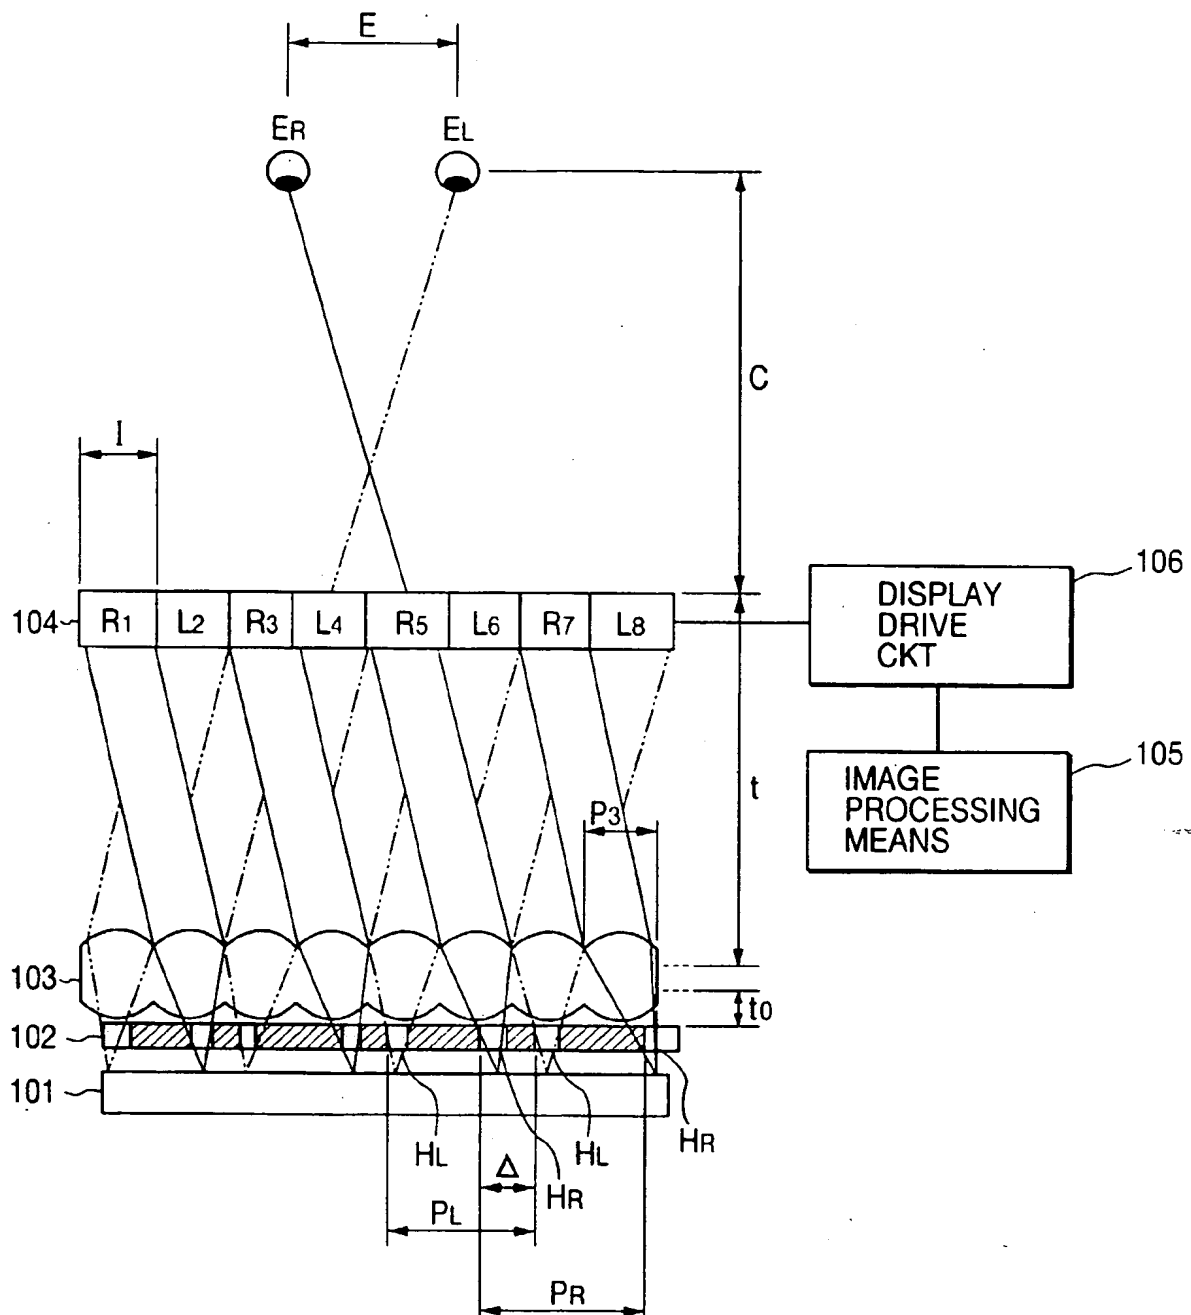 E
ER EL
C
I
104 R1 L2 R3 L4 R5 L6 R7 L8
DISPLAY
DRIVE
CKT
106
IMAGE
PROCESSING
MEANS
105
t
P3
103
t0
102
101
HL HR HL HR
Δ
PL
PR